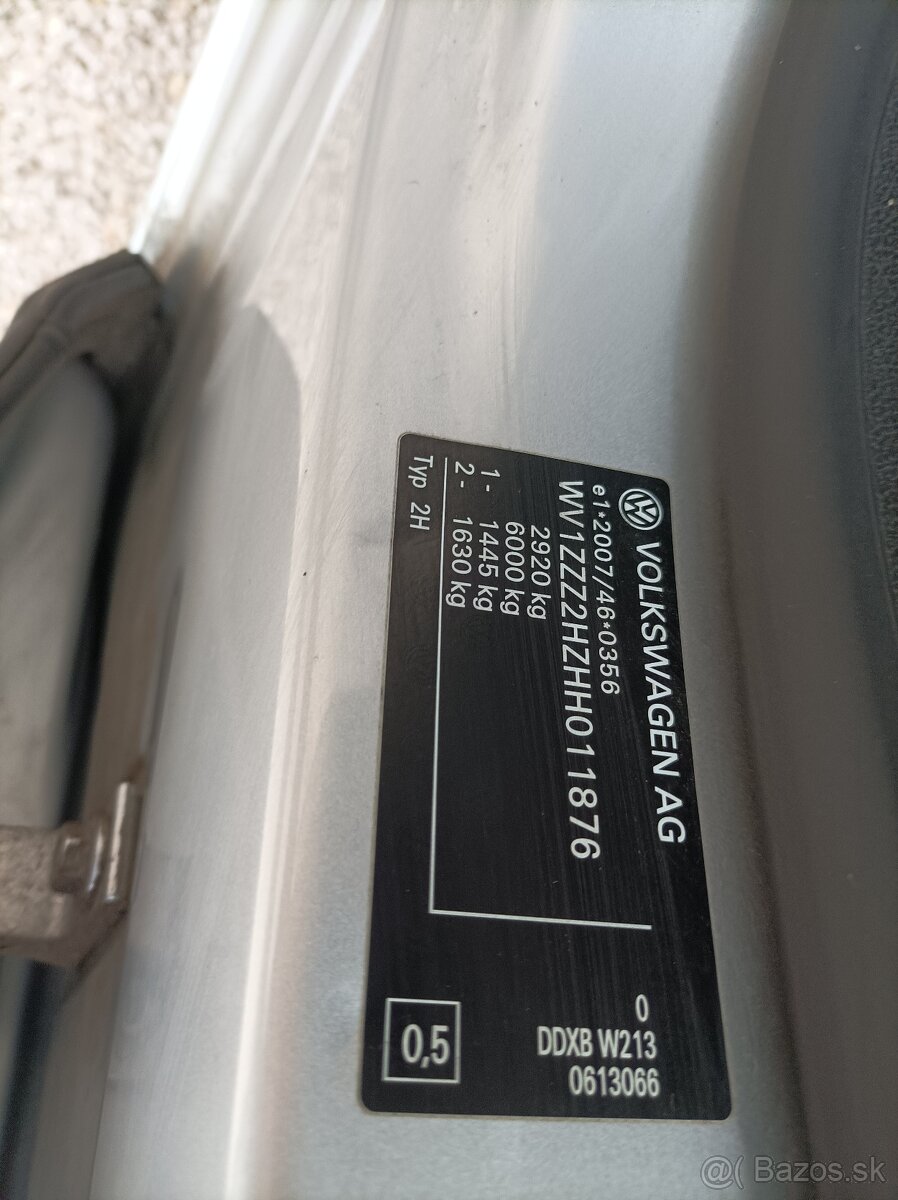 VOLKSWAGEN AG
e1*2007/46*0356
WV1ZZZ2HZHH011876
2920 kg
6000 kg
1 - 1445 kg
2 - 1630 kg
Typ 2H
0
DDXB W213
0613066
0,5
@( Bazos.sk